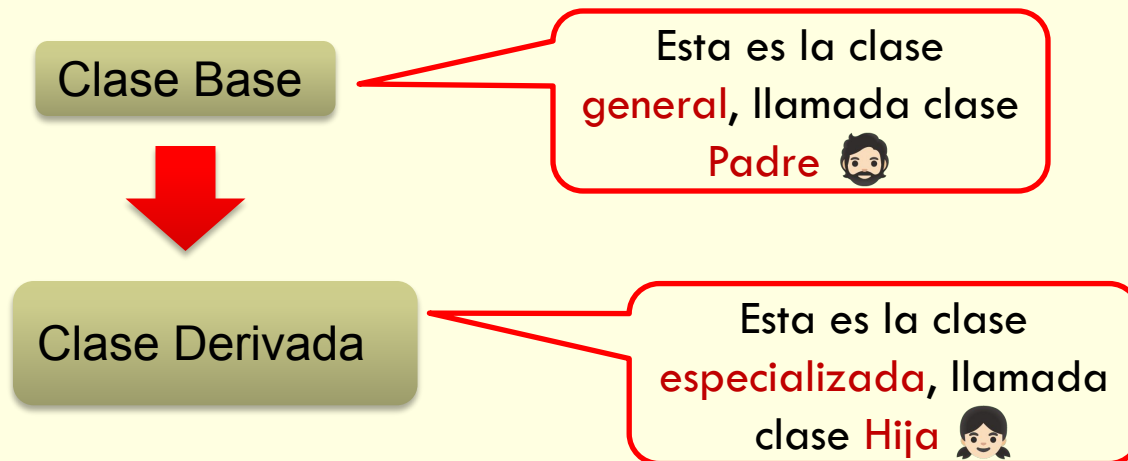 Clase Base
Esta es la clase
general, llamada clase
Padre
Clase Derivada
Esta es la clase
especializada, llamada
clase Hija